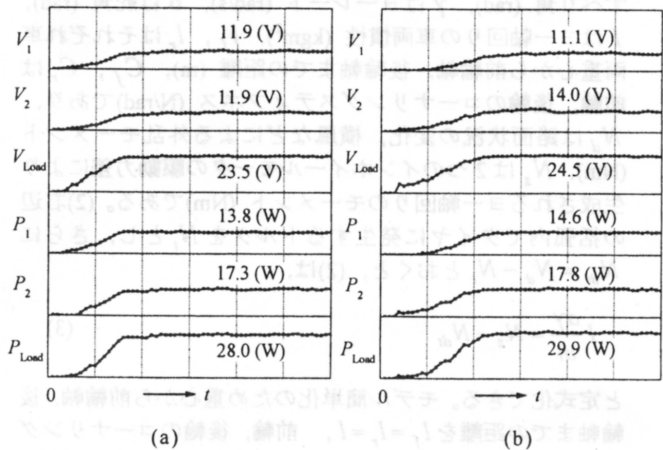 V1 11.9 (V)
V2 11.9 (V)
VLoad 23.5 (V)
P1 13.8 (W)
P2 17.3 (W)
PLoad 28.0 (W)
0 t
(a)
V1 11.1 (V)
V2 14.0 (V)
VLoad 24.5 (V)
P1 14.6 (W)
P2 17.8 (W)
PLoad 29.9 (W)
0 t
(b)